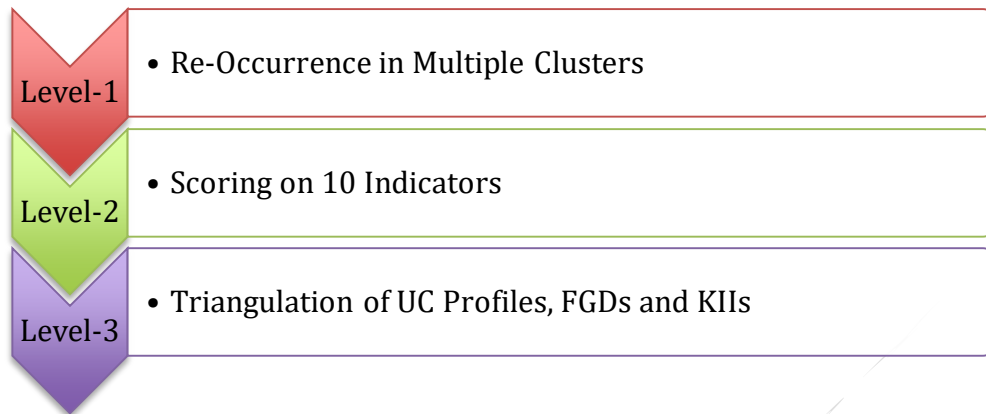 Level-1
• Re-Occurrence in Multiple Clusters
Level-2
• Scoring on 10 Indicators
Level-3
• Triangulation of UC Profiles, FGDs and KIIs